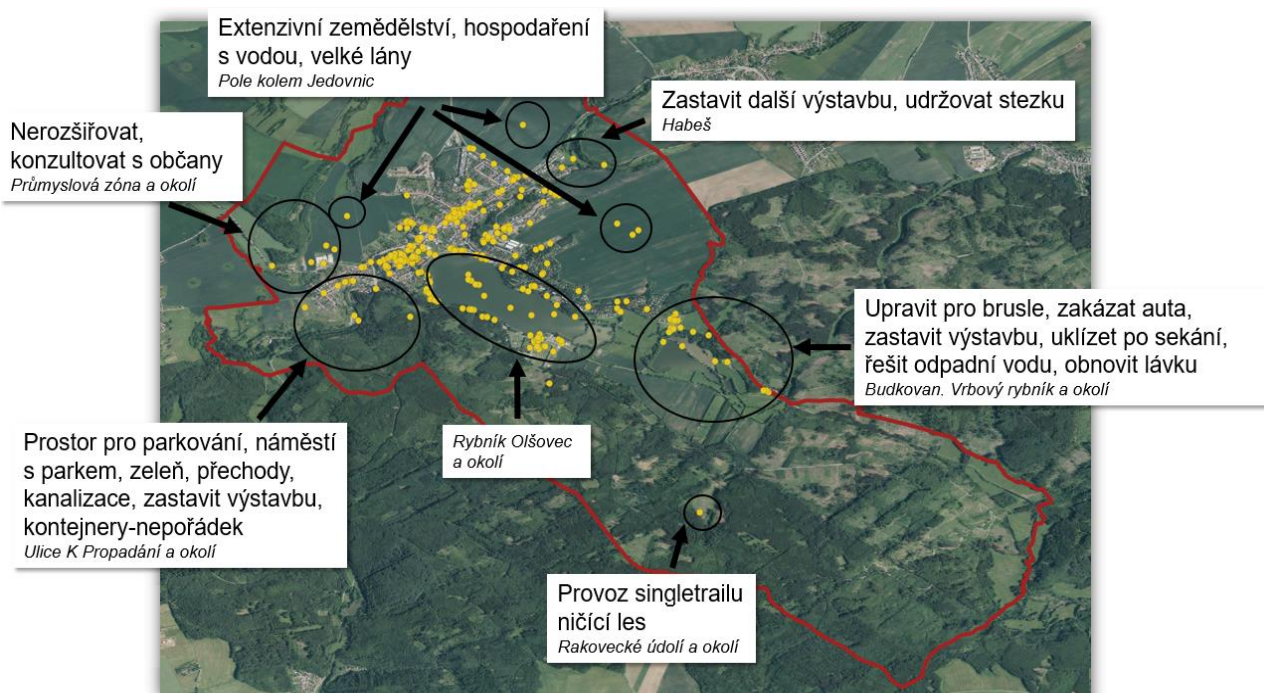 Extenzivní zemědělství, hospodaření
s vodou, velké lány
Pole kolem Jedovnic
Zastavit další výstavbu, udržovat stezku
Habeš
Nerozšiřovat,
konzultovat s občany
Průmyslová zóna a okolí
Upravit pro brusle, zakázat auta,
zastavit výstavbu, uklízet po sekání,
řešit odpadní vodu, obnovit lávku
Budkovan. Vrbový rybník a okolí
Prostor pro parkování, náměstí
s parkem, zeleň, přechody,
kanalizace, zastavit výstavbu,
kontejnery-nepořádek
Ulice K Propadání a okolí
Rybník Olšovec
a okolí
Provoz singletrailu
ničící les
Rakovecké údolí a okolí